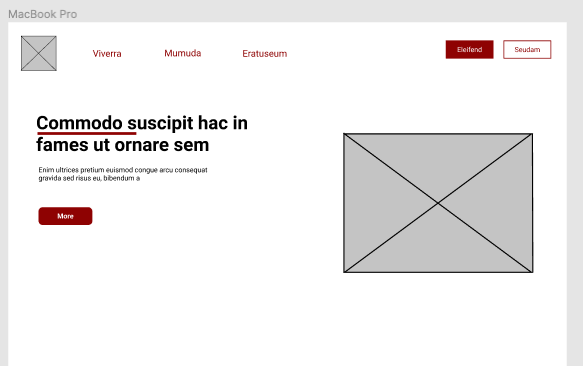 MacBook Pro
Viverra
Mumuda
Eratuseum
Eleifend
Seudam
Commodo suscipit hac in
fames ut ornare sem
Enim ultrices pretium euismod congue arcu consequat
gravida sed risus eu, bibendum a
More